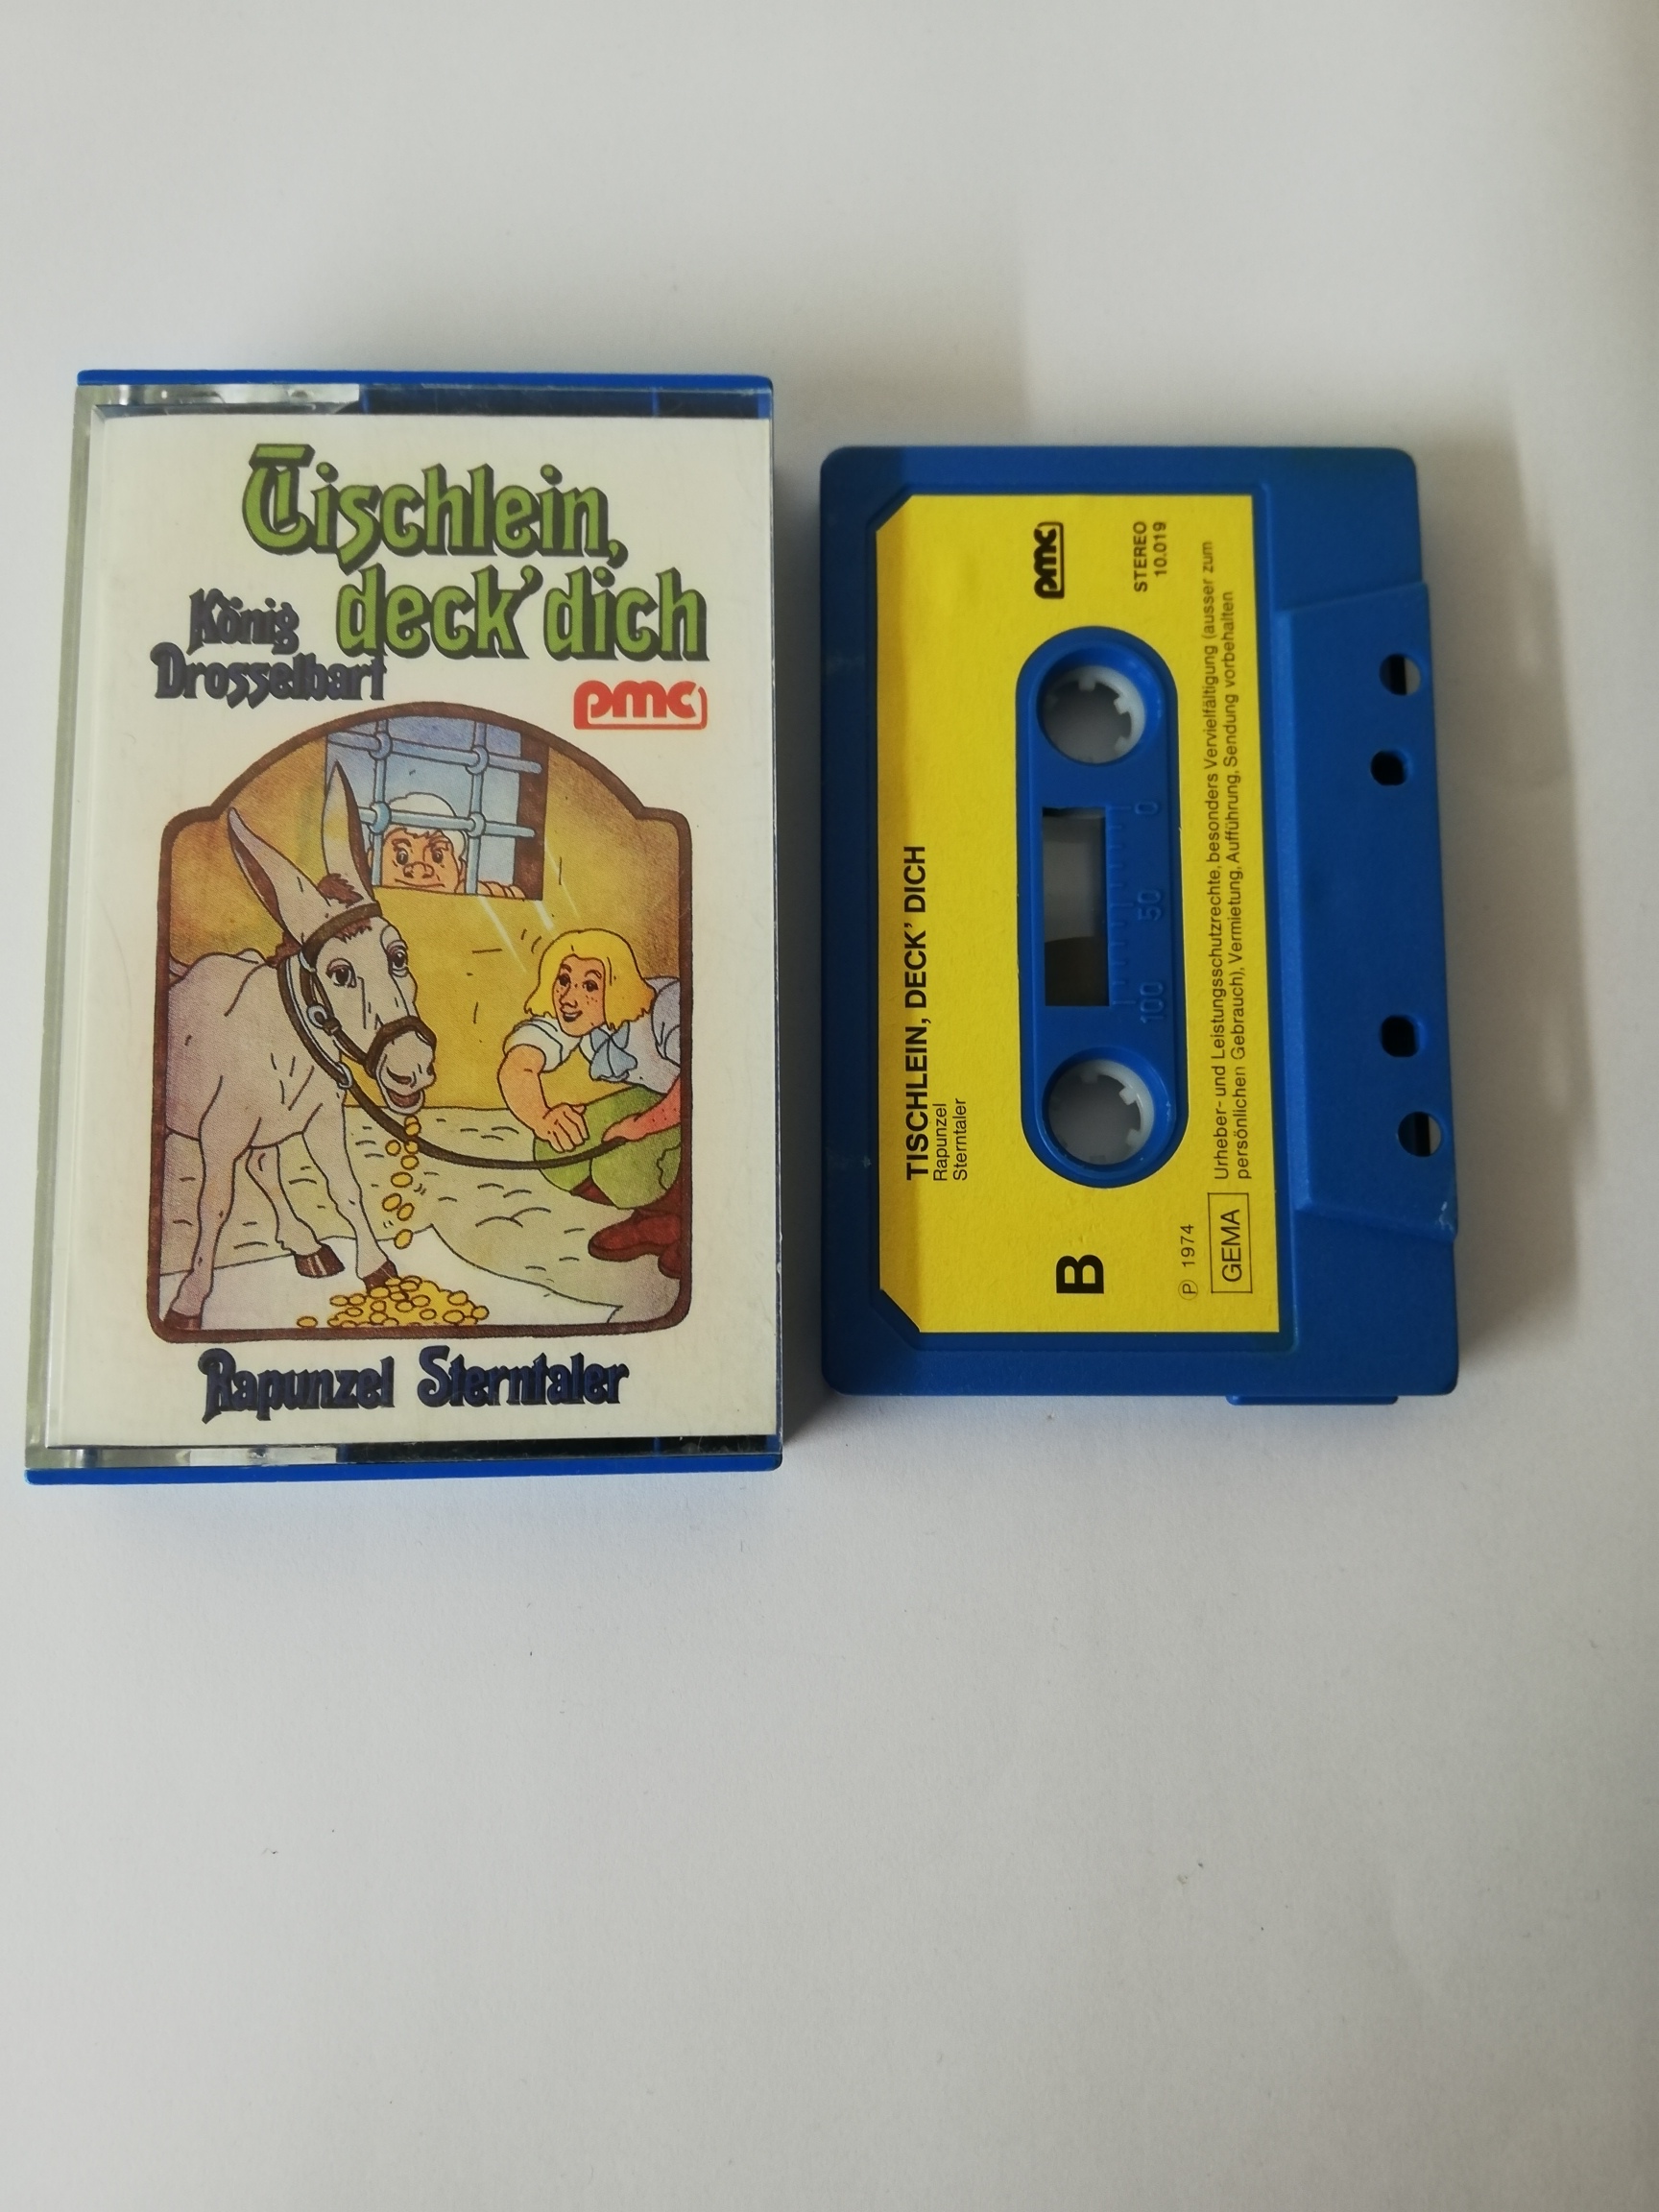 Tischlein,
deck' dich
König
Drosselbart
pmc
Rapunzel Sterntaler
TISCHLEIN, DECK' DICH
Rapunzel
Sterntaler
B
pmc
STEREO
10.019
100 50 0
Ⓟ 1974
GEMA
Urheber- und Leistungsschutzrechte, besonders Vervielfältigung (ausser zum
persönlichen Gebrauch), Vermietung, Aufführung, Sendung vorbehalten